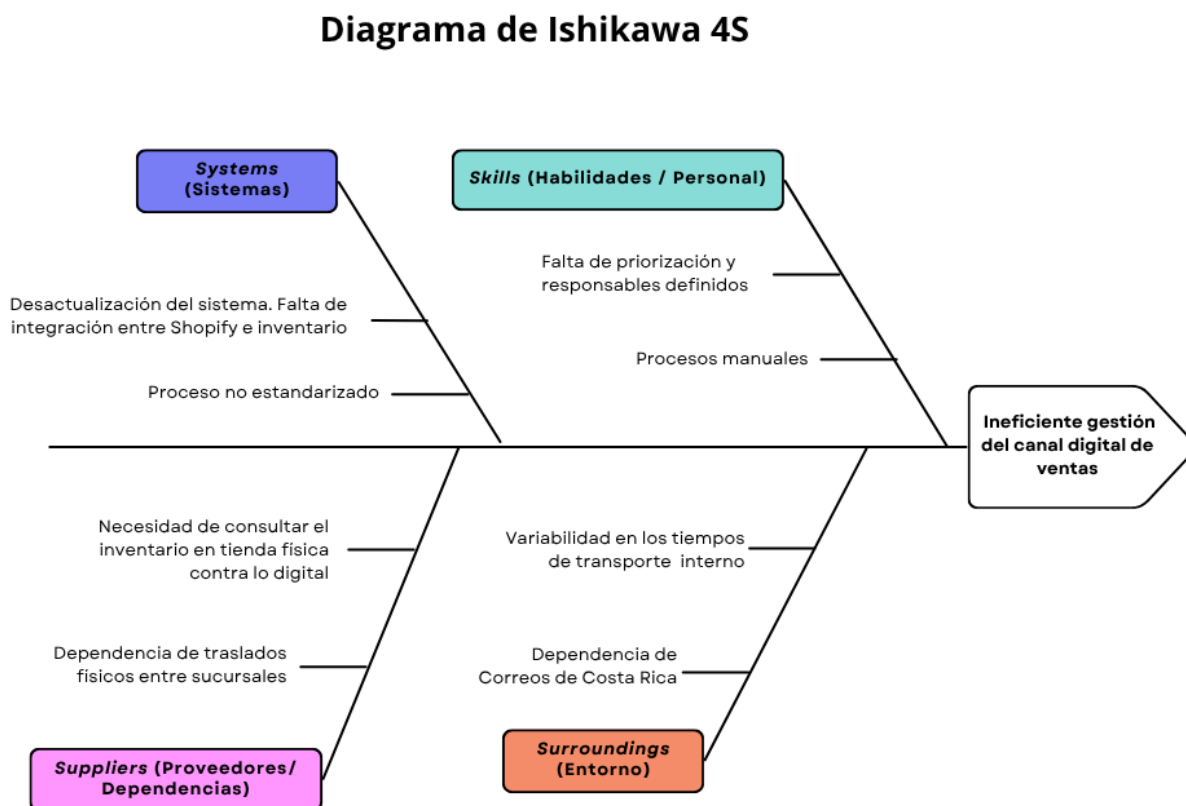 Diagrama de Ishikawa 4S
Systems
(Sistemas)
Skills (Habilidades / Personal)
Desactualización del sistema. Falta de
integración entre Shopify e inventario
Proceso no estandarizado
Falta de priorización y
responsables definidos
Procesos manuales
Ineficiente gestión
del canal digital de
ventas
Necesidad de consultar el
inventario en tienda física
contra lo digital
Dependencia de traslados
físicos entre sucursales
Variabilidad en los tiempos
de transporte interno
Dependencia de
Correos de Costa Rica
Suppliers (Proveedores/
Dependencias)
Surroundings
(Entorno)